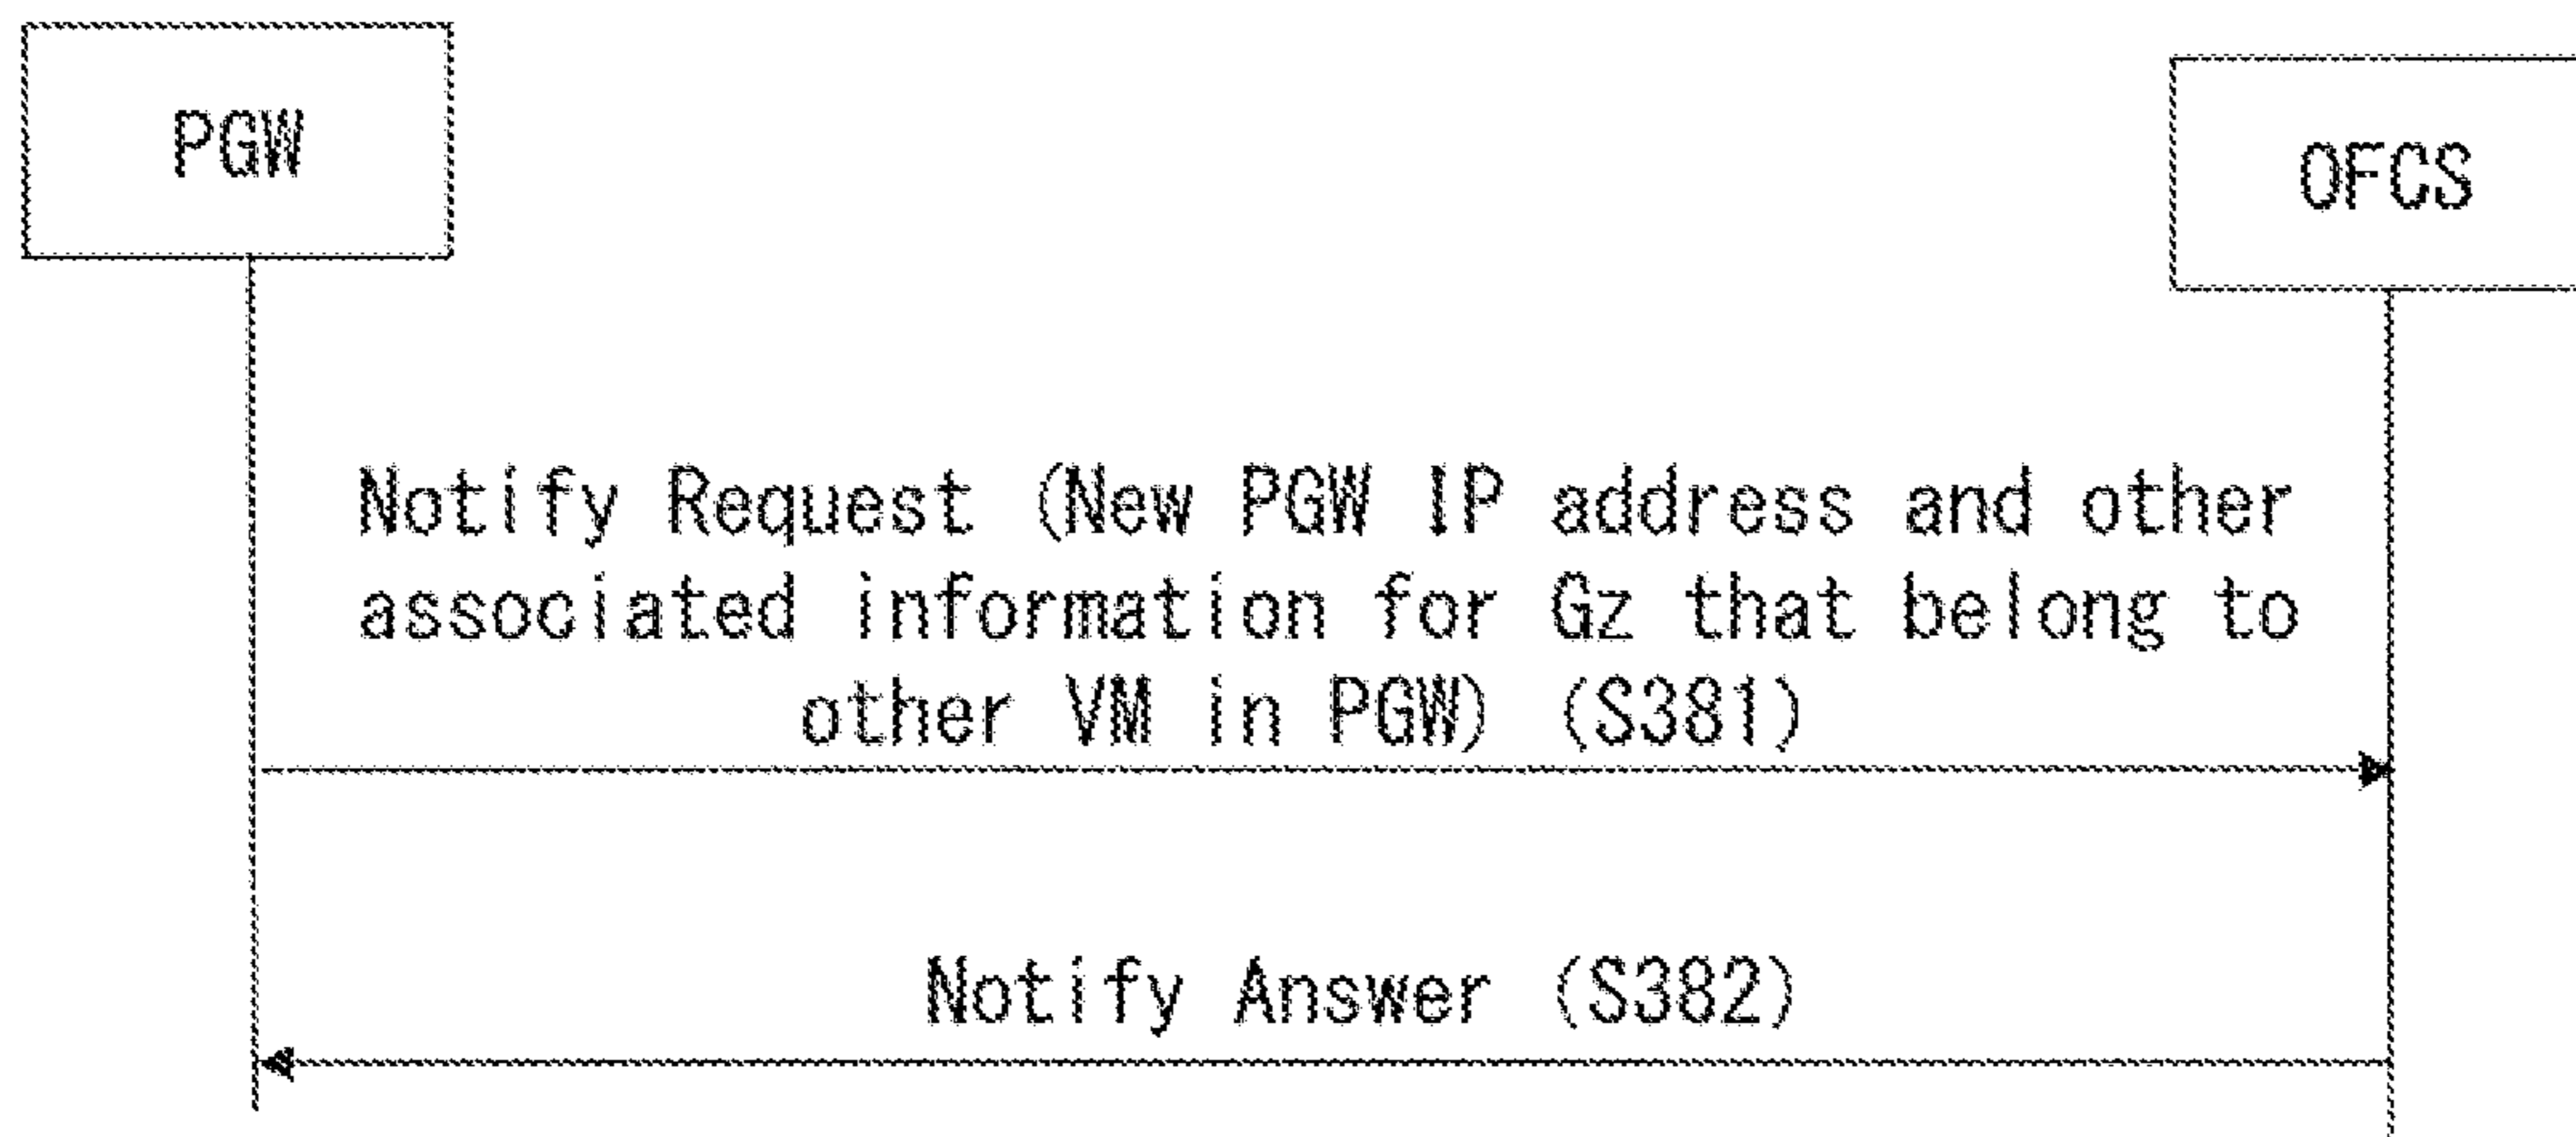 PGW
OFCS
Notify Request (New PGW IP address and other
associated information for Gz that belong to
other VM in PGW) (S381)
Notify Answer (S382)